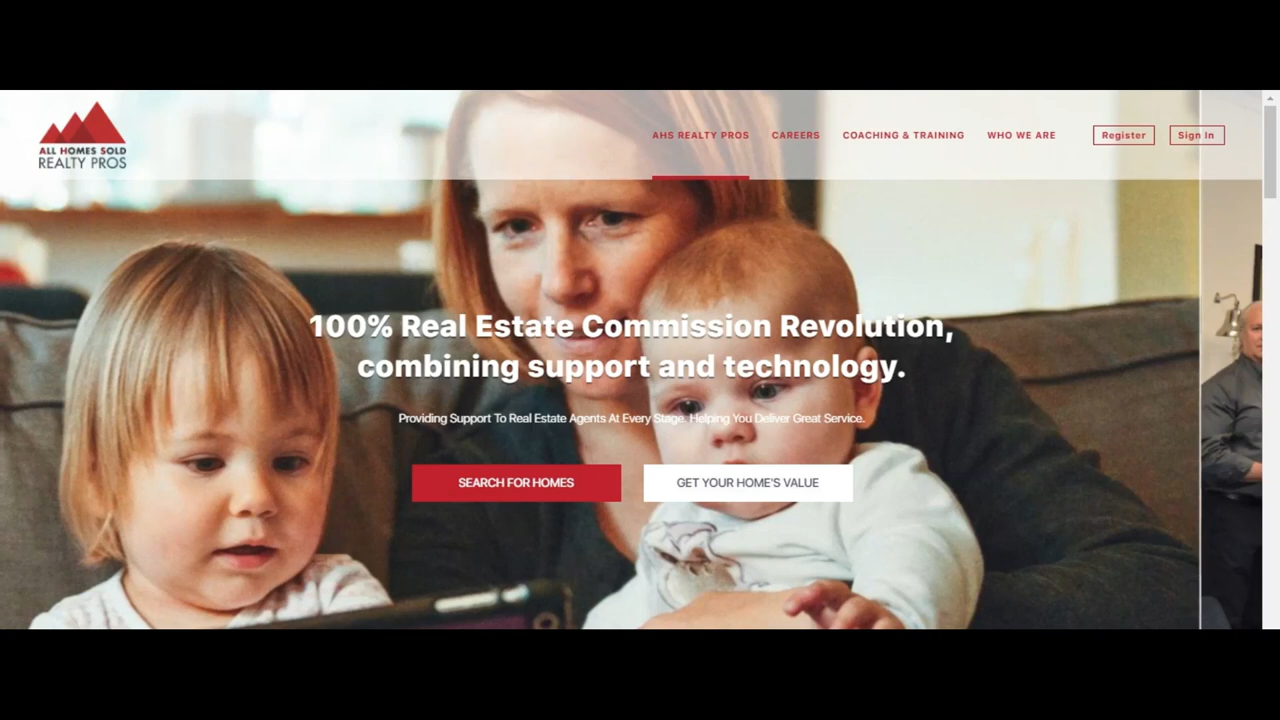 ALL HOMES SOLD
REALTY PROS
AHS REALTY PROS CAREERS COACHING & TRAINING WHO WE ARE Register Sign In
100% Real Estate Commission Revolution,
combining support and technology.
Providing Support To Real Estate Agents At Every Stage. Helping You Deliver Great Service.
SEARCH FOR HOMES GET YOUR HOME'S VALUE